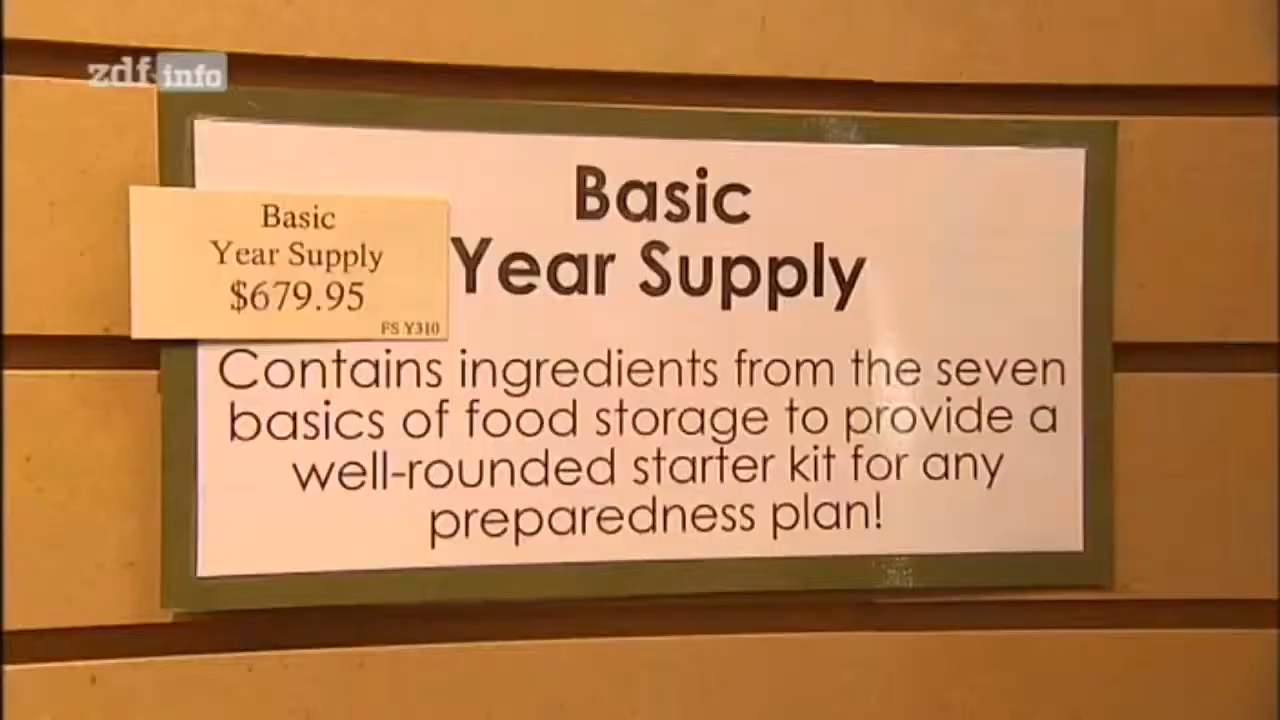 zdf.info
Basic
Year Supply
$679.95
FS Y310
Basic
Year Supply
Contains ingredients from the seven
basics of food storage to provide a
well-rounded starter kit for any
preparedness plan!